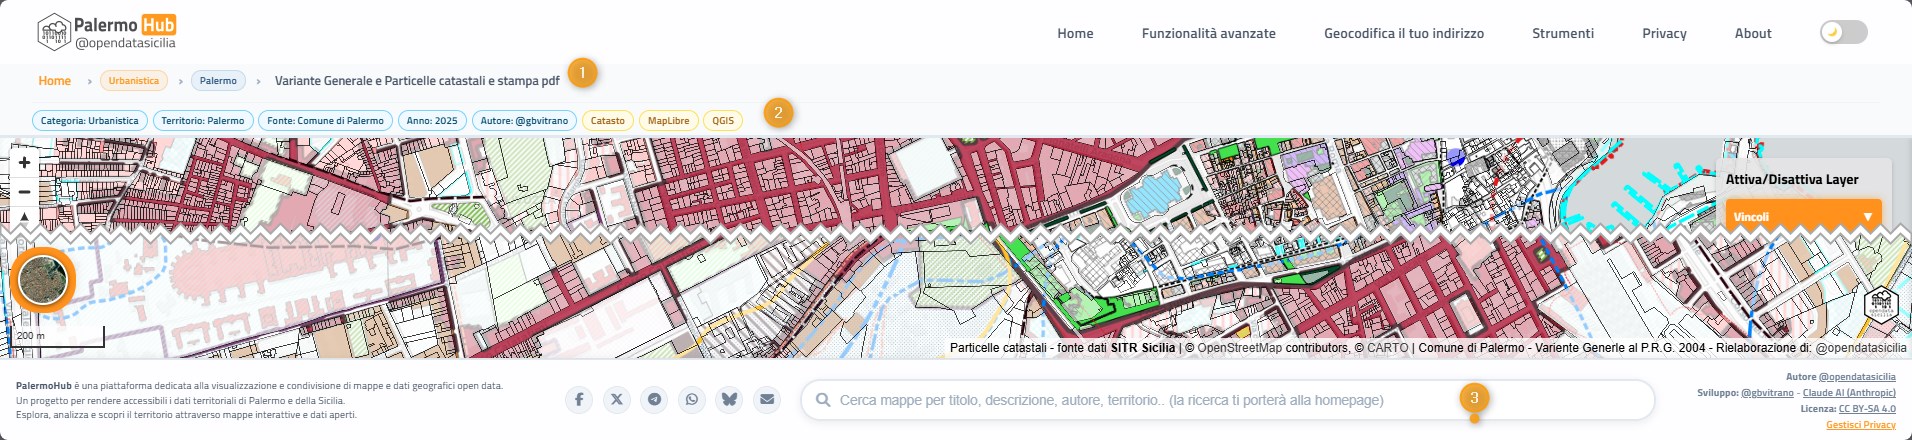 Palermo Hub
@opendatasicilia
Home Funzionalità avanzate Geocodifica il tuo indirizzo Strumenti Privacy About
Home › Urbanistica › Palermo › Variante Generale e Particelle catastali e stampa pdf 1
Categoria: Urbanistica Territorio: Palermo Fonte: Comune di Palermo Anno: 2025 Autore: @gbvitrano Catasto MapLibre QGIS 2
Attiva/Disattiva Layer
Vincoli ▼
200 m
opendata
sicilia
Particelle catastali - fonte dati SITR Sicilia | © OpenStreetMap contributors, © CARTO | Comune di Palermo - Variante Generle al P.R.G. 2004 - Rielaborazione di: @opendatasicilia
PalermoHub è una piattaforma dedicata alla visualizzazione e condivisione di mappe e dati geografici open data.
Un progetto per rendere accessibili i dati territoriali di Palermo e della Sicilia.
Esplora, analizza e scopri il territorio attraverso mappe interattive e dati aperti.
Cerca mappe per titolo, descrizione, autore, territorio.. (la ricerca ti porterà alla homepage) 3
Autore @opendatasicilia
Sviluppo: @gbvitrano - Claude AI (Anthropic)
Licenza: CC BY-SA 4.0
Gestisci Privacy